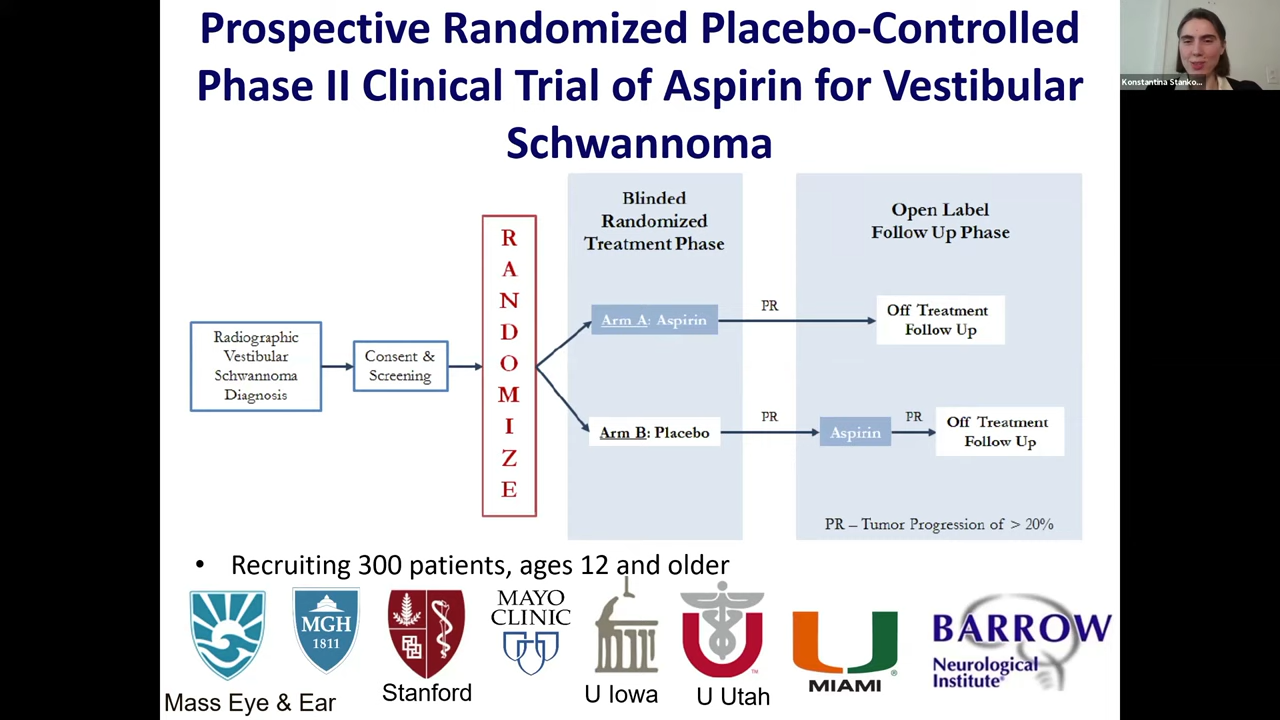 Prospective Randomized Placebo-Controlled
Phase II Clinical Trial of Aspirin for Vestibular
Schwannoma
Konstantina Stanko...
Radiographic
Vestibular
Schwannoma
Diagnosis
Consent &
Screening
R
A
N
D
O
M
I
Z
E
Blinded
Randomized
Treatment Phase
Arm A: Aspirin
Arm B: Placebo
PR
PR
Open Label
Follow Up Phase
Off Treatment
Follow Up
Aspirin
PR
Off Treatment
Follow Up
PR – Tumor Progression of > 20%
• Recruiting 300 patients, ages 12 and older
MGH
1811
MAYO
CLINIC
U
TM
U
MIAMI
®
BARROW
Neurological
Institute®
Mass Eye & Ear
Stanford
U Iowa
U Utah